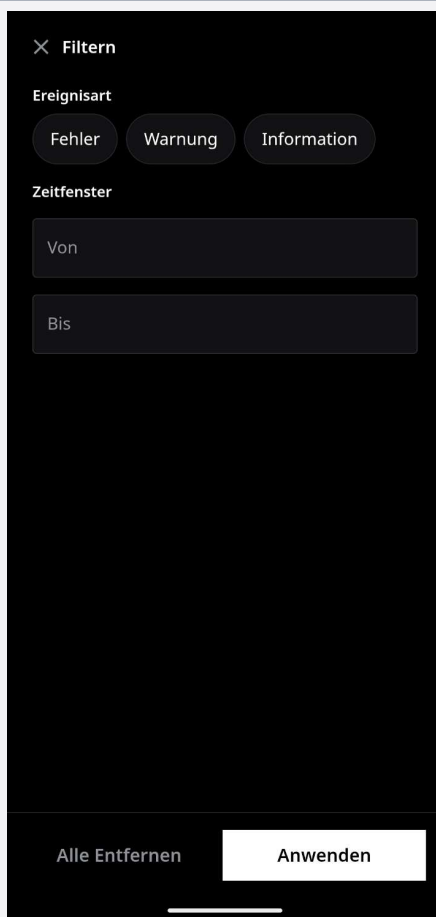 Filtern
Ereignisart
Fehler Warnung Information
Zeitfenster
Von
Bis
Alle Entfernen Anwenden